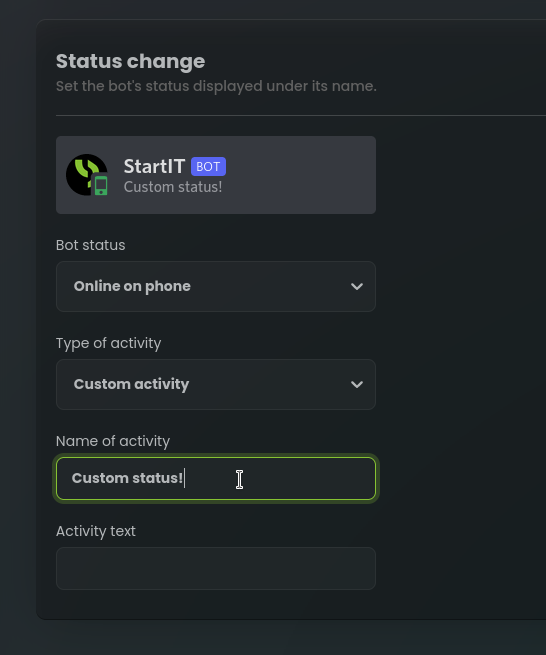 Status change
Set the bot's status displayed under its name.
StartIT BOT
Custom status!
Bot status
Online on phone
Type of activity
Custom activity
Name of activity
Custom status!
Activity text